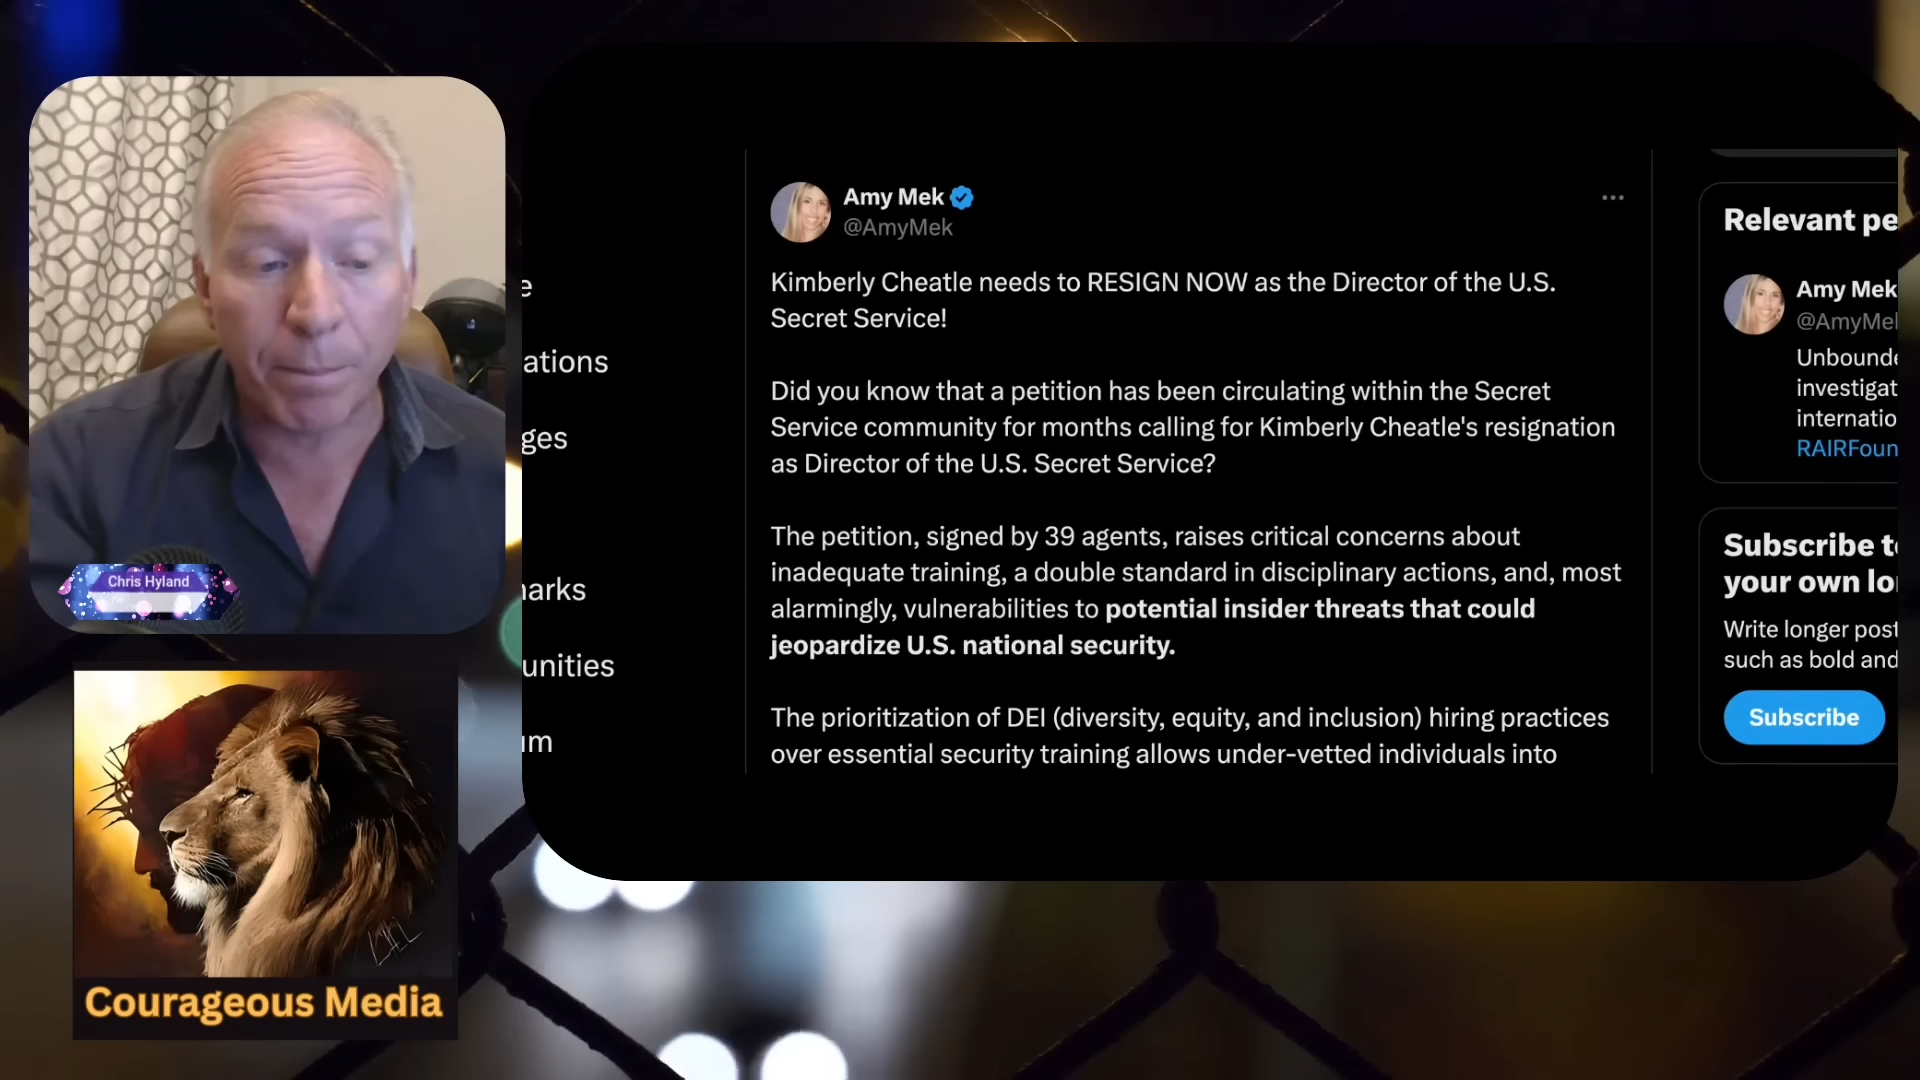 Amy Mek
@AmyMek
Kimberly Cheatle needs to RESIGN NOW as the Director of the U.S.
Secret Service!
Did you know that a petition has been circulating within the Secret
Service community for months calling for Kimberly Cheatle's resignation
as Director of the U.S. Secret Service?
The petition, signed by 39 agents, raises critical concerns about
inadequate training, a double standard in disciplinary actions, and, most
alarmingly, vulnerabilities to potential insider threats that could
jeopardize U.S. national security.
The prioritization of DEI (diversity, equity, and inclusion) hiring practices
over essential security training allows under-vetted individuals into
e
ations
ges
arks
unities
m
Relevant pe
Amy Mek
@AmyMe
Unbounde
investigat
internatio
RAIRFoun
Subscribe t
your own lo
Write longer post
such as bold and
Subscribe
Chris Hyland
Courageous Media